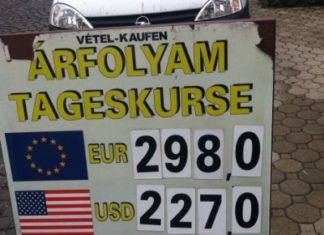 VÉTEL-KAUFEN
ÁRFOLYAM
TAGESKURSE
EUR 298,0
USD 227,0